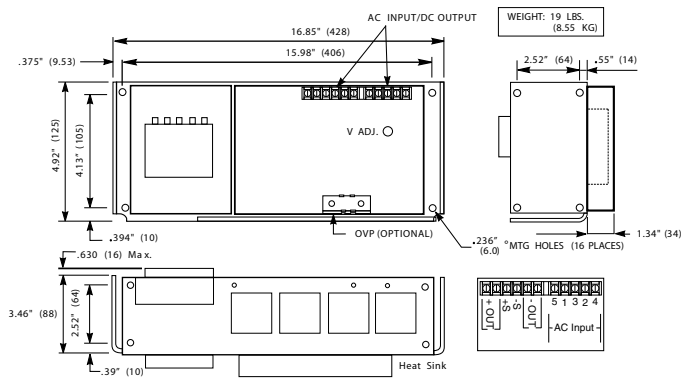 16.85" (428)
AC INPUT/DC OUTPUT
WEIGHT: 19 LBS.
(8.55 KG)
15.98" (406)
.375" (9.53)
2.52" (64)
.55" (14)
4.92" (125)
4.13" (105)
V ADJ.
.394" (10)
OVP (OPTIONAL)
.236"
(6.0)
°MTG HOLES (16 PLACES)
1.34" (34)
.630 (16) Max.
3.46" (88)
2.52" (64)
.39" (10)
Heat Sink
+ OUT
+S
-S
- OUT
5 1 3 2 4
AC Input